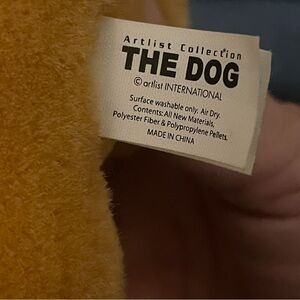 Artlist Collection
THE DOG
© artlist INTERNATIONAL
Surface washable only. Air Dry.
Contents: All New Materials,
Polyester Fiber & Polypropylene Pellets.
MADE IN CHINA